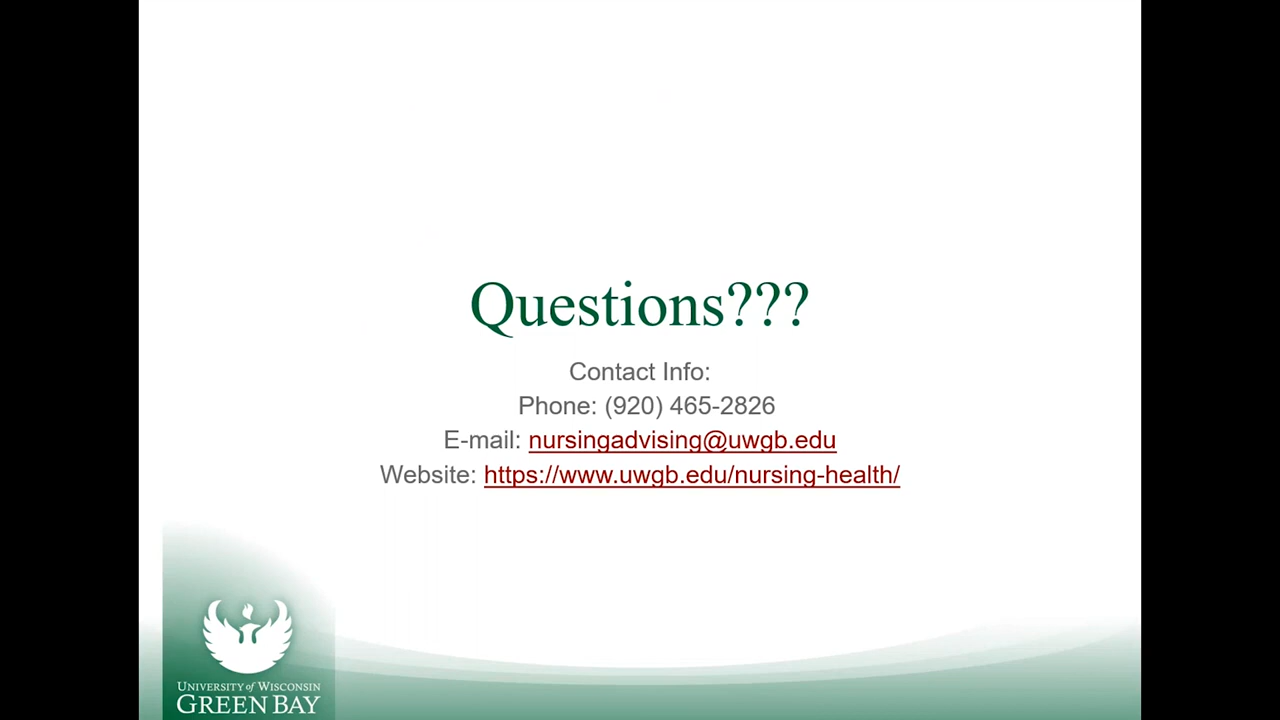 Questions???
Contact Info:
Phone: (920) 465-2826
E-mail: nursingadvising@uwgb.edu
Website: https://www.uwgb.edu/nursing-health/
UNIVERSITY of WISCONSIN
GREEN BAY